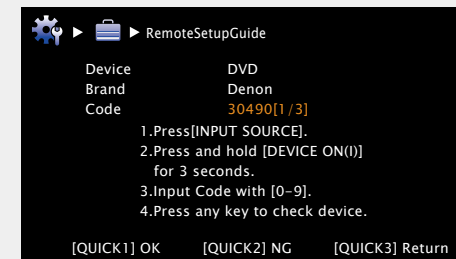 RemoteSetupGuide
Device DVD
Brand Denon
Code 30490[1/3]
1.Press[INPUT SOURCE].
2.Press and hold [DEVICE ON(I)]
for 3 seconds.
3.Input Code with [0–9].
4.Press any key to check device.
[QUICK1] OK [QUICK2] NG [QUICK3] Return